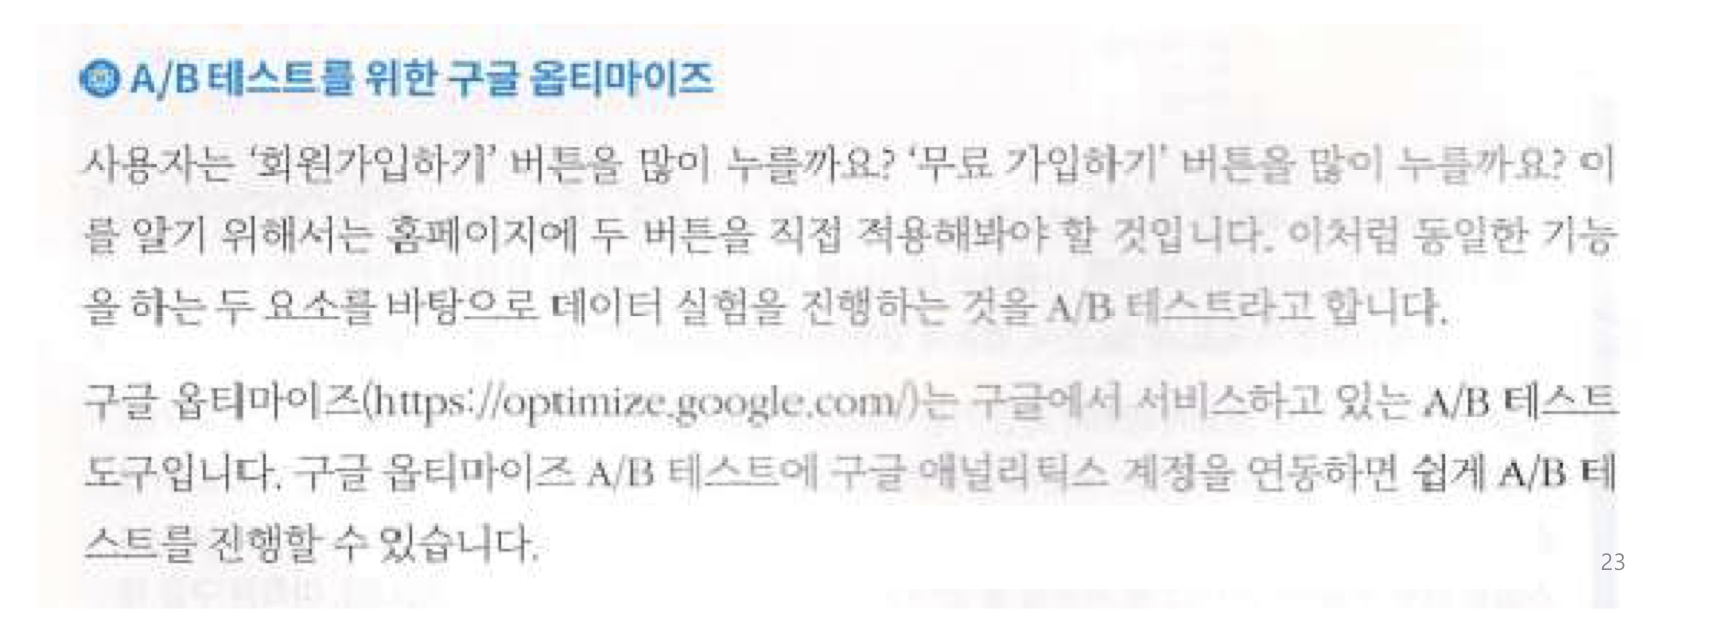 A/B 테스트를 위한 구글 옵티마이즈
사용자는 ‘회원가입하기’ 버튼을 많이 누를까요? ‘무료 가입하기’ 버튼을 많이 누를까요? 이
를 알기 위해서는 홈페이지에 두 버튼을 직접 적용해봐야 할 것입니다. 이처럼 동일한 기능
을 하는 두 요소를 바탕으로 데이터 실험을 진행하는 것을 A/B 테스트라고 합니다.
구글 옵티마이즈(https://optimize.google.com/)는 구글에서 서비스하고 있는 A/B 테스트
도구입니다. 구글 옵티마이즈 A/B 테스트에 구글 애널리틱스 계정을 연동하면 쉽게 A/B 테
스트를 진행할 수 있습니다.
23